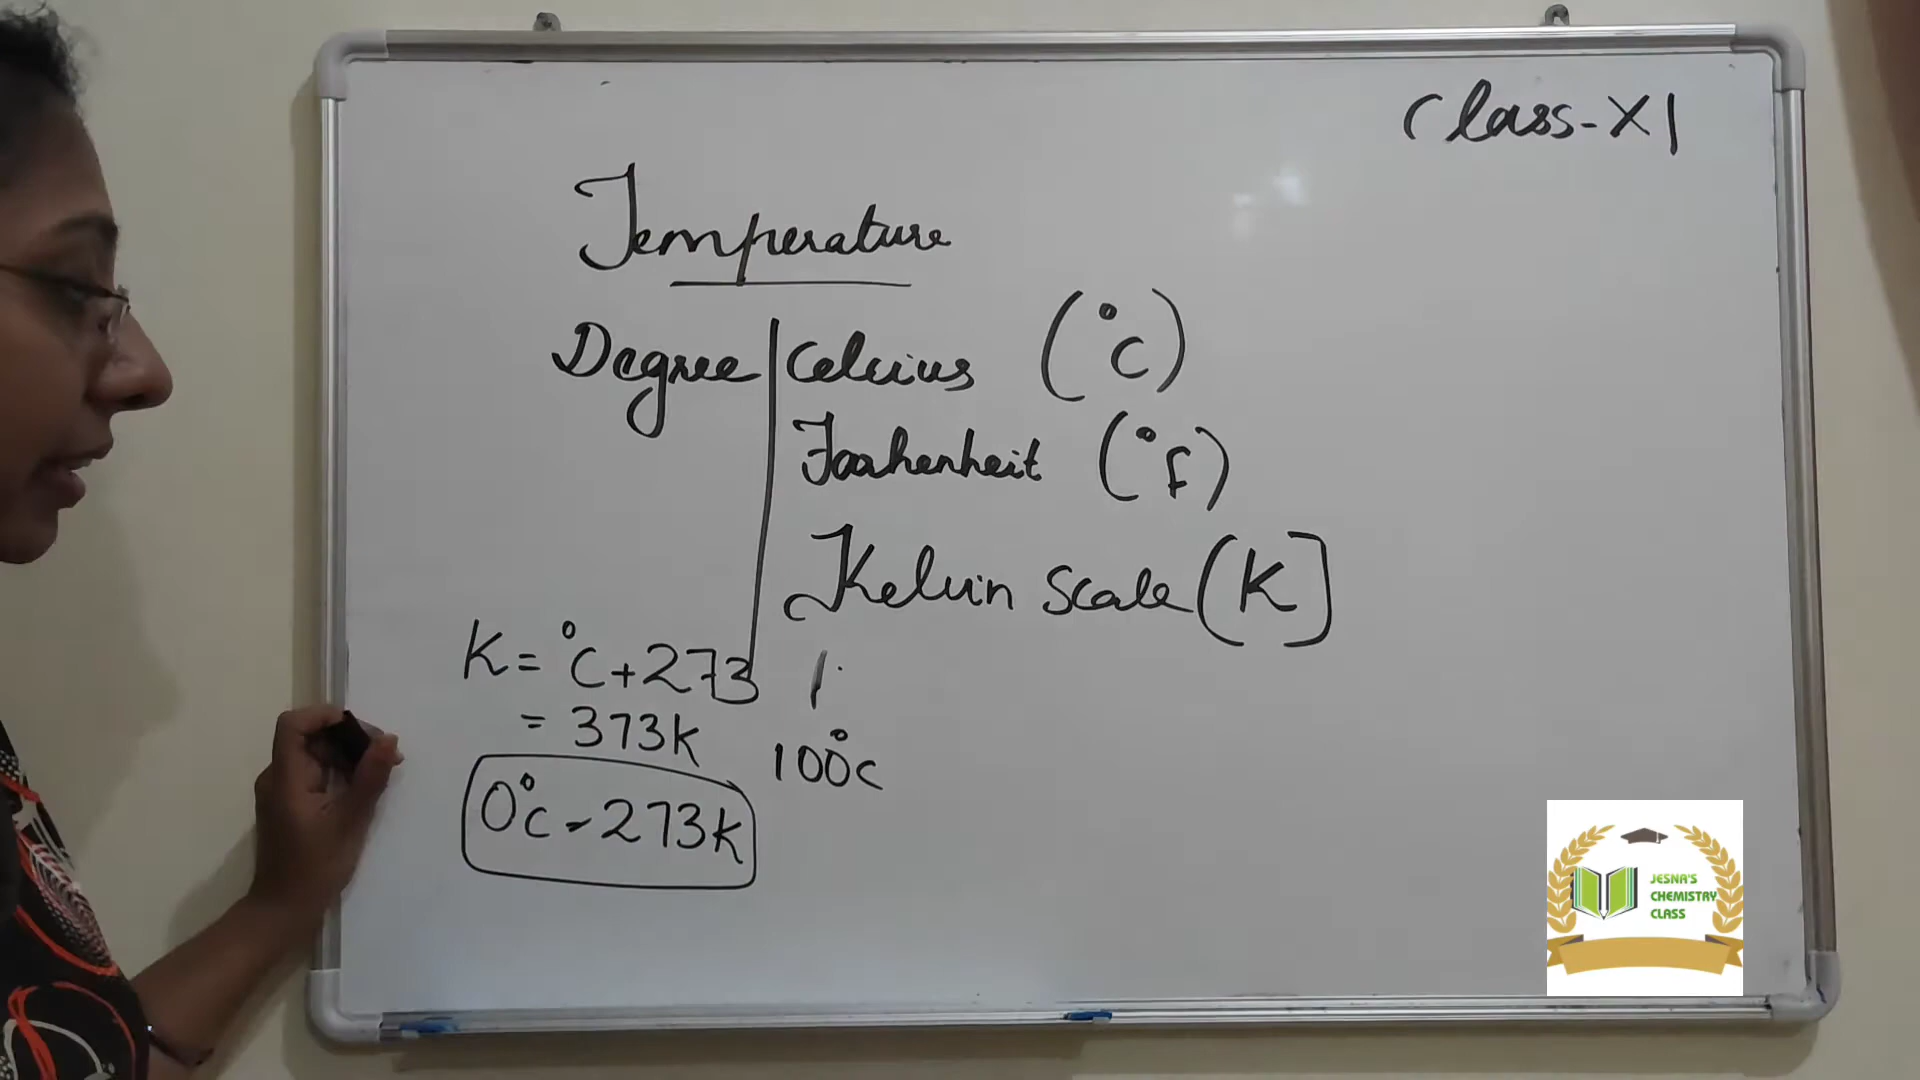 Class-XI
Temperature
Degree Celcius (°C)
Faahenheit (°F)
Kelvin Scale (K]
K = °C+273
= 373K
100°C
0°C - 273K
JESNA'S
CHEMISTRY
CLASS